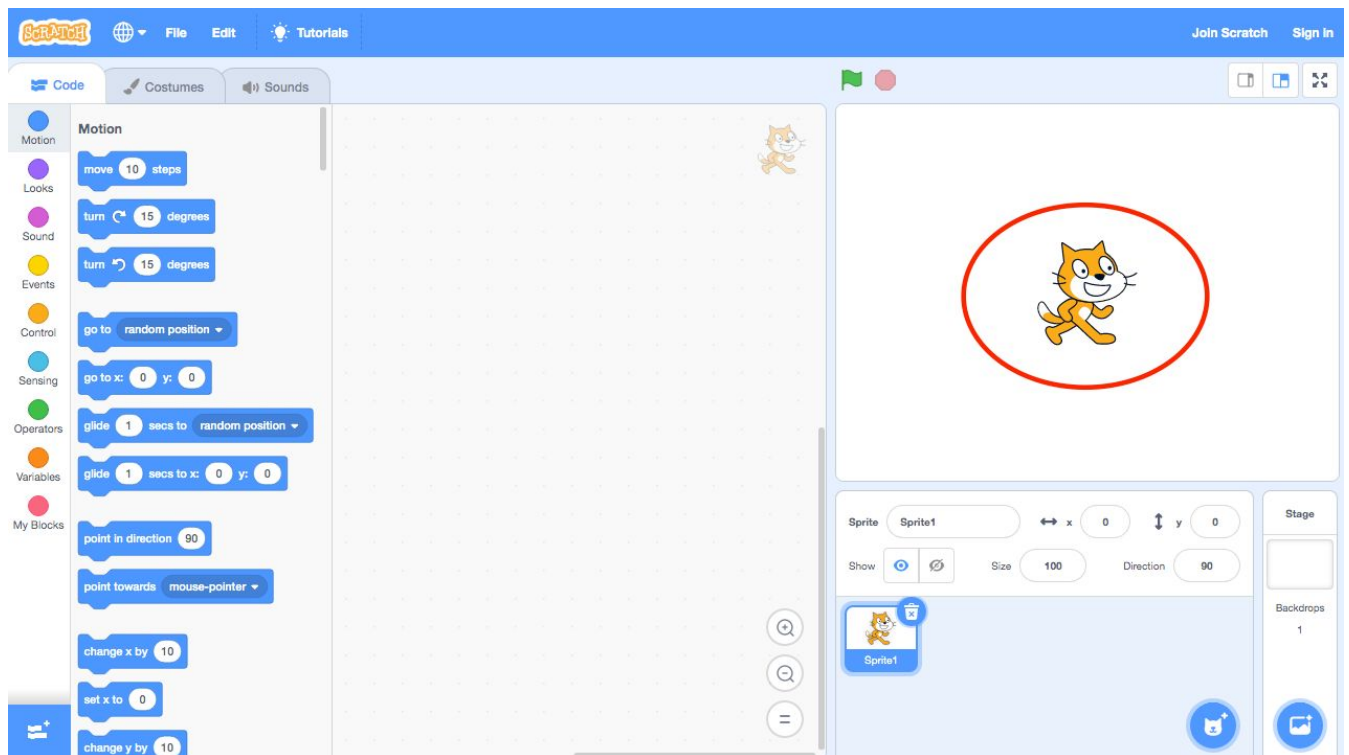 SCRATCH File Edit Tutorials Join Scratch Sign in
Code Costumes Sounds
Motion
Looks
Sound
Events
Control
Sensing
Operators
Variables
My Blocks
Motion
move 10 steps
turn 15 degrees
turn 15 degrees
go to random position
go to x: 0 y: 0
glide 1 secs to random position
glide 1 secs to x: 0 y: 0
point in direction 90
point towards mouse-pointer
change x by 10
set x to 0
change y by 10
Sprite Sprite1 x 0 y 0
Show Size 100 Direction 90
Sprite1
Stage
Backdrops
1